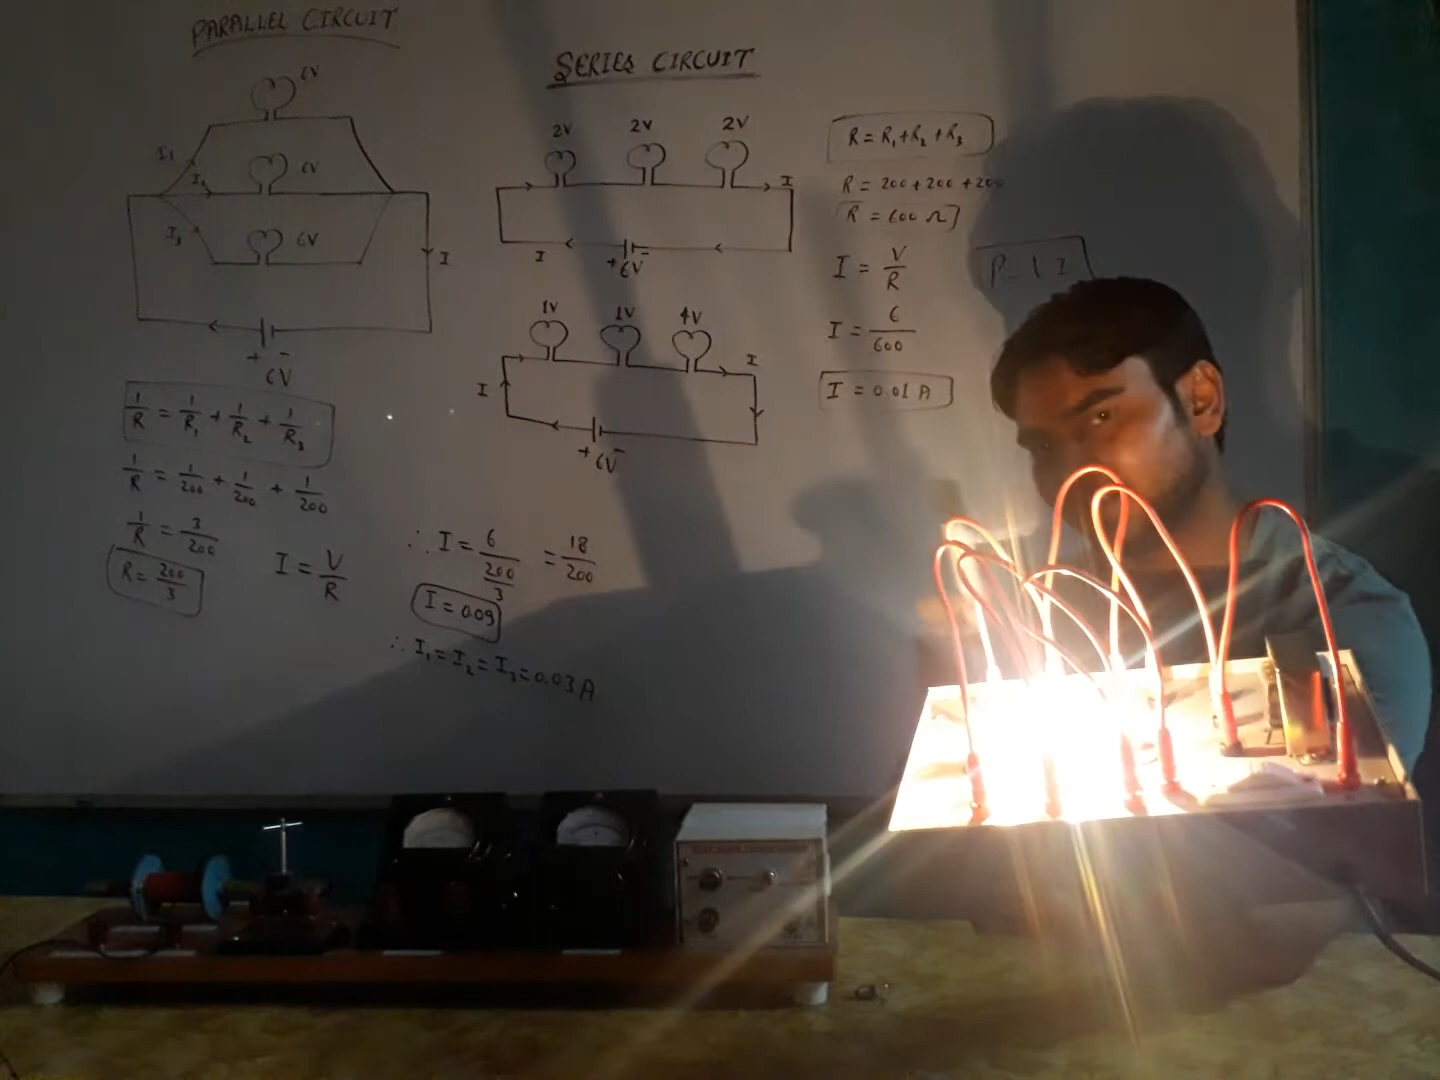 PARALLEL CIRCUIT
6V
I₁
6V
I₂
I₃
6V
I
+ -
6V
1/R = 1/R₁ + 1/R₂ + 1/R₃
1/R = 1/200 + 1/200 + 1/200
1/R = 3/200
R = 200/3
I = V/R
∴ I = 6/(200/3) = 18/200
I = 0.09
∴ I₁ = I₂ = I₃ = 0.03 A
SERIES CIRCUIT
2V 2V 2V
I
I
+ 6V -
1V 1V 4V
I
I
+ 6V -
R = R₁ + R₂ + R₃
R = 200 + 200 + 200
R = 600 Ω
I = V/R
I = 6/600
I = 0.01 A